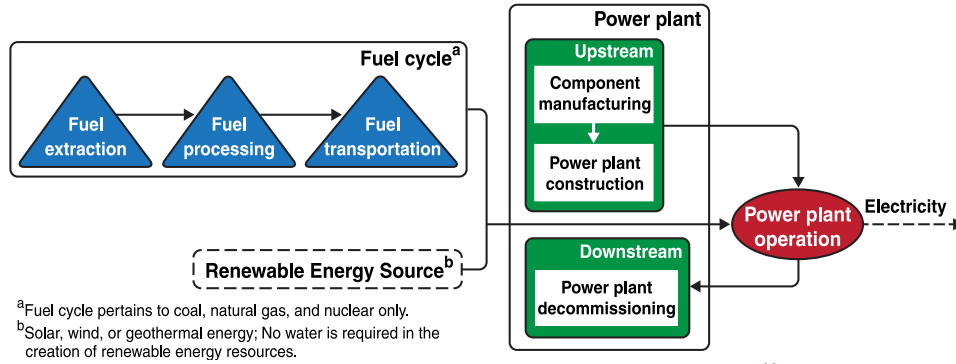 Fuel cycle^a
Fuel
extraction
Fuel
processing
Fuel
transportation
Renewable Energy Source^b
Power plant
Upstream
Component
manufacturing
Power plant
construction
Downstream
Power plant
decommissioning
Power plant
operation
Electricity
^aFuel cycle pertains to coal, natural gas, and nuclear only.
^bSolar, wind, or geothermal energy; No water is required in the
creation of renewable energy resources.